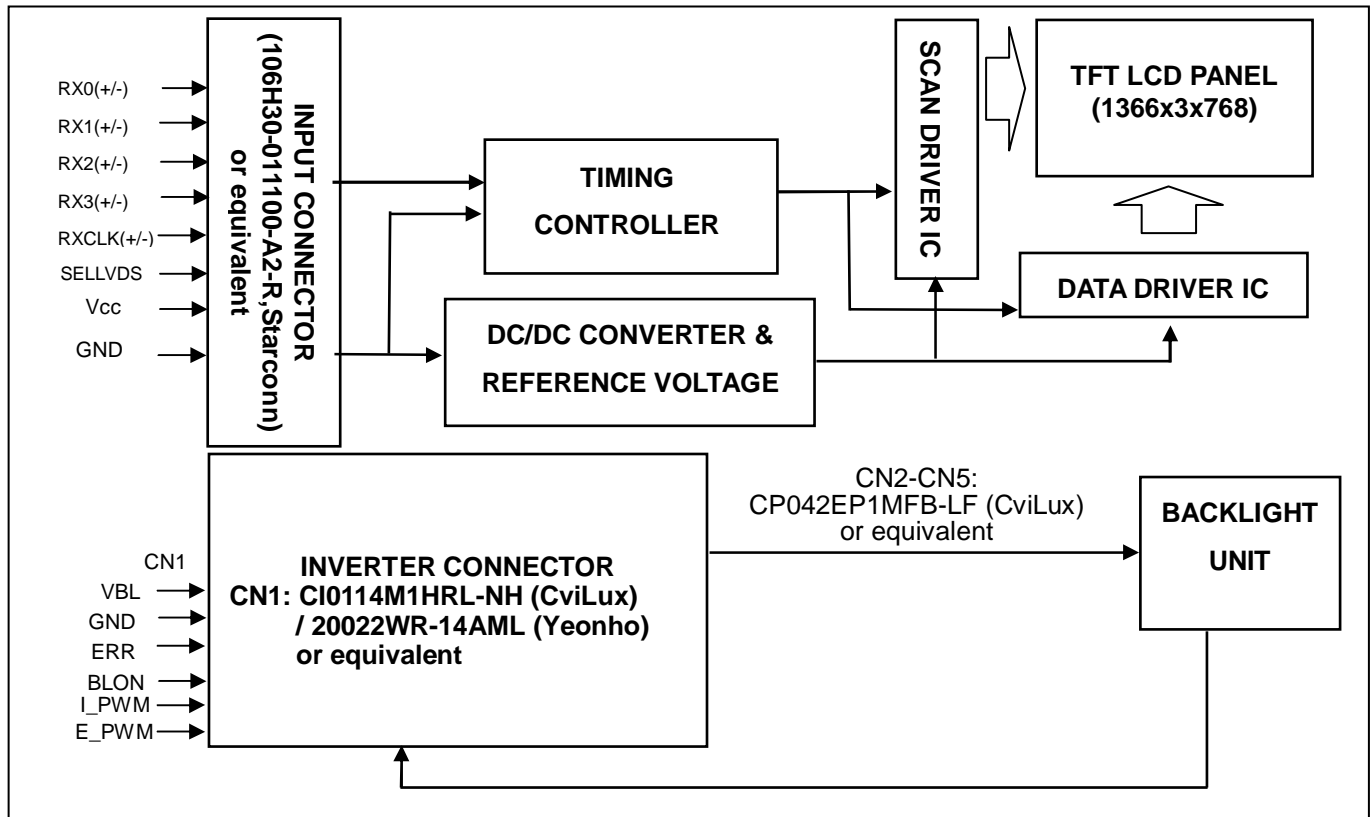 RX0(+/-)
RX1(+/-)
RX2(+/-)
RX3(+/-)
RXCLK(+/-)
SELLVDS
Vcc
GND
INPUT CONNECTOR
(106H30-011100-A2-R,Starconn)
or equivalent
TIMING
CONTROLLER
DC/DC CONVERTER &
REFERENCE VOLTAGE
SCAN DRIVER IC
TFT LCD PANEL
(1366x3x768)
DATA DRIVER IC
CN1
VBL
GND
ERR
BLON
I_PWM
E_PWM
INVERTER CONNECTOR
CN1: CI0114M1HRL-NH (CviLux)
/ 20022WR-14AML (Yeonho)
or equivalent
CN2-CN5:
CP042EP1MFB-LF (CviLux)
or equivalent
BACKLIGHT
UNIT